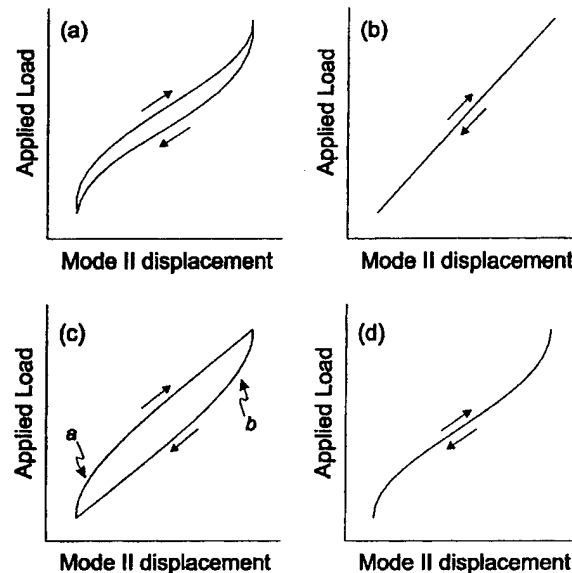 (a)
Applied Load
Mode II displacement
(b)
Applied Load
Mode II displacement
(c)
a
b
Applied Load
Mode II displacement
(d)
Applied Load
Mode II displacement